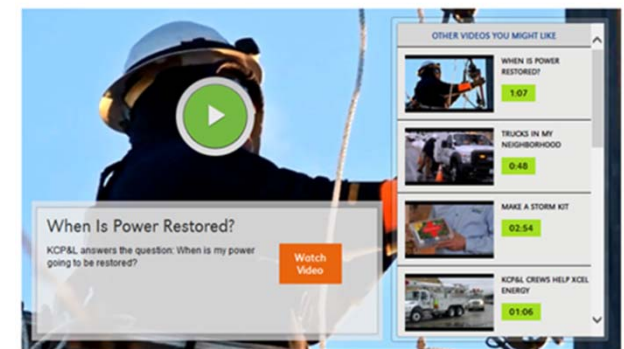 OTHER VIDEOS YOU MIGHT LIKE
WHEN IS POWER
RESTORED?
1:07
TRUCKS IN MY
NEIGHBORHOOD
0:48
MAKE A STORM KIT
02:54
KCP&L CREWS HELP XCEL
ENERGY
01:06
When Is Power Restored?
KCP&L answers the question: When is my power
going to be restored?
Watch
Video